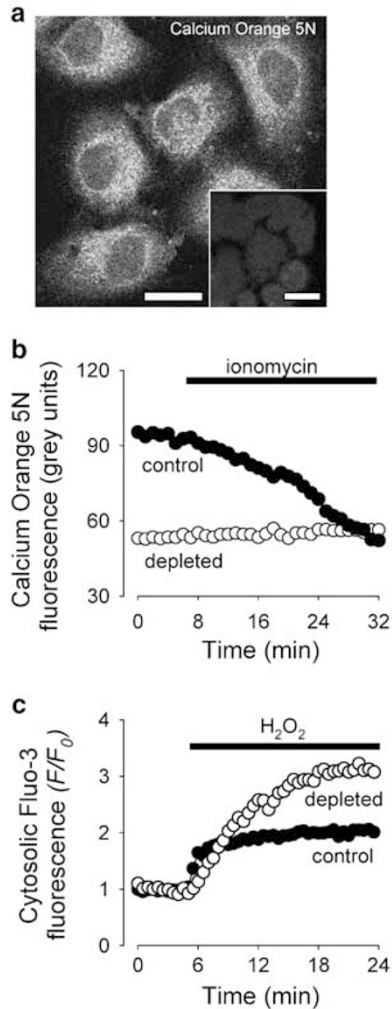 a
Calcium Orange 5N
b
ionomycin
120
90
60
30
Calcium Orange 5N
fluorescence (grey units)
control
depleted
0
8
16
24
32
Time (min)
c
H₂O₂
4
3
2
1
0
Cytosolic Fluo-3
fluorescence (F/F₀)
depleted
control
0
6
12
18
24
Time (min)